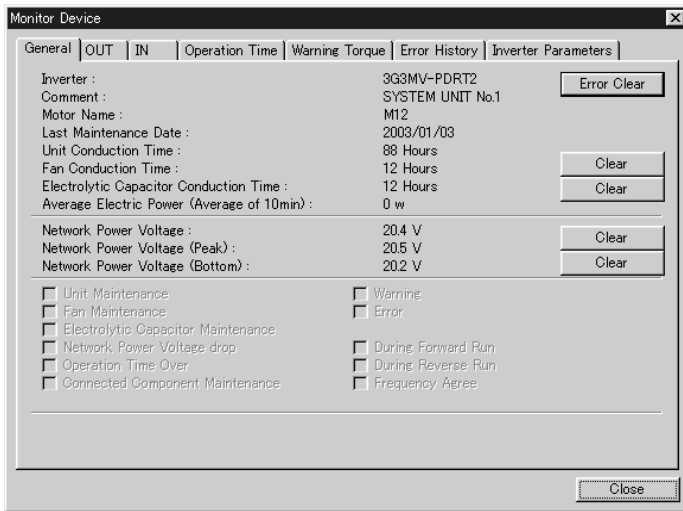 Monitor Device
General OUT IN Operation Time Warning Torque Error History Inverter Parameters
Inverter : 3G3MV-PDRT2 Error Clear
Comment : SYSTEM UNIT No.1
Motor Name : M12
Last Maintenance Date : 2003/01/03
Unit Conduction Time : 88 Hours
Fan Conduction Time : 12 Hours Clear
Electrolytic Capacitor Conduction Time : 12 Hours Clear
Average Electric Power (Average of 10min) : 0 w
Network Power Voltage : 20.4 V Clear
Network Power Voltage (Peak) : 20.5 V
Network Power Voltage (Bottom) : 20.2 V Clear
Unit Maintenance Warning
Fan Maintenance Error
Electrolytic Capacitor Maintenance
Network Power Voltage drop During Forward Run
Operation Time Over During Reverse Run
Connected Component Maintenance Frequency Agree
Close